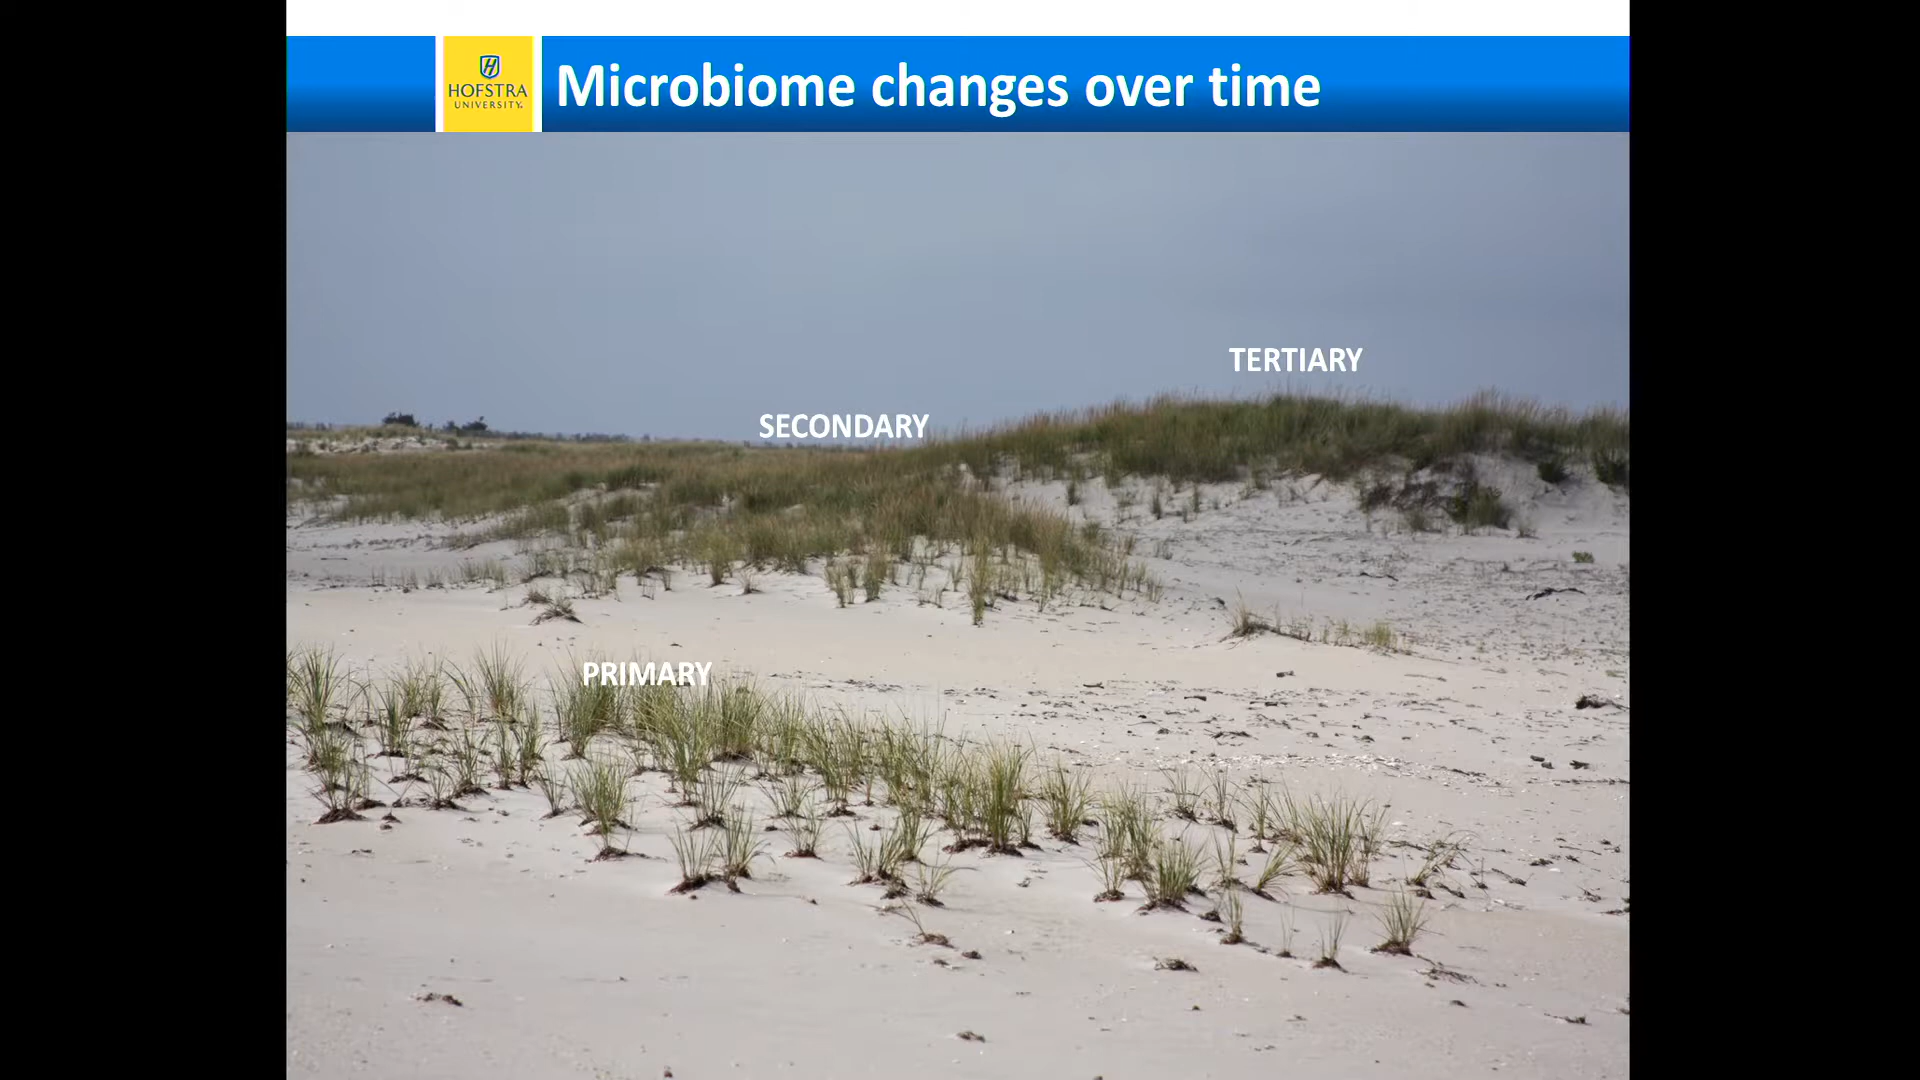 HOFSTRA
UNIVERSITY.
Microbiome changes over time
TERTIARY
SECONDARY
PRIMARY